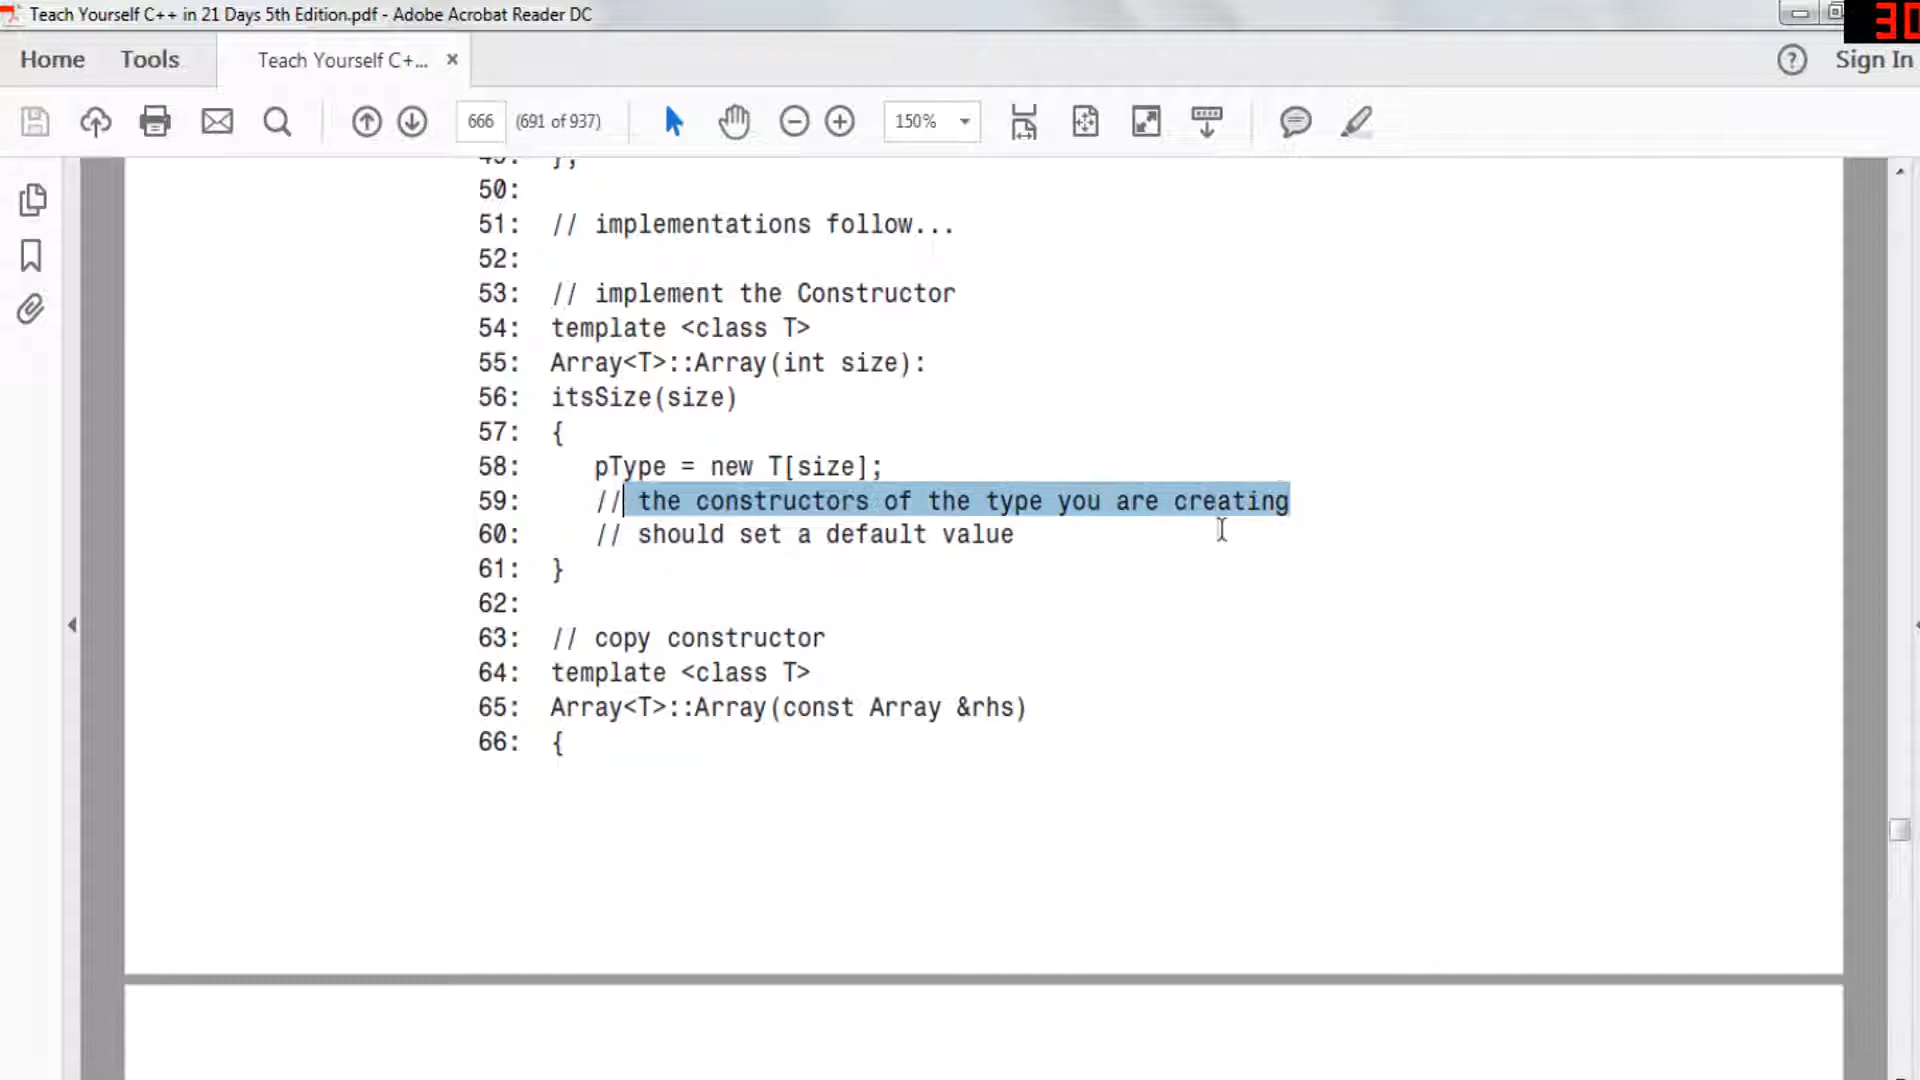 Teach Yourself C++ in 21 Days 5th Edition.pdf - Adobe Acrobat Reader DC
30
Home Tools Teach Yourself C+... Sign In
666 (691 of 937) 150%
49: };
50:
51: // implementations follow...
52:
53: // implement the Constructor
54: template <class T>
55: Array<T>::Array(int size):
56: itsSize(size)
57: {
58: pType = new T[size];
59: // the constructors of the type you are creating
60: // should set a default value
61: }
62:
63: // copy constructor
64: template <class T>
65: Array<T>::Array(const Array &rhs)
66: {